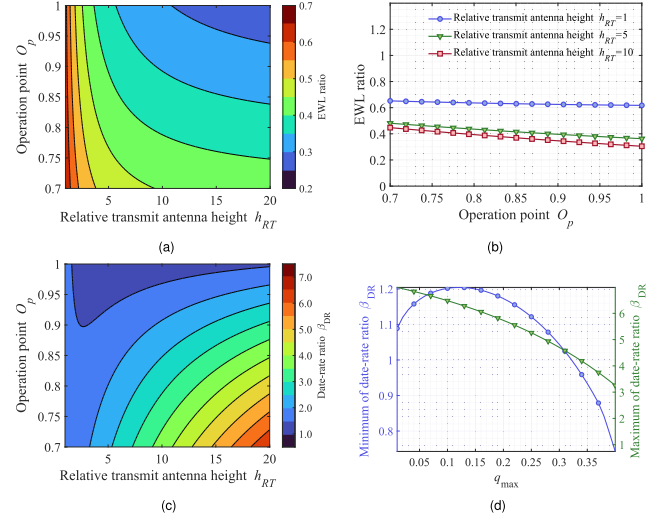 1
0.95
0.9
0.85
0.8
0.75
0.7
Operation point O_p
1 5 10 15 20
Relative transmit antenna height h_RT
0.7
0.6
0.5
0.4
0.3
0.2
EWL ratio
(a)
Relative transmit antenna height h_RT=1
Relative transmit antenna height h_RT=5
Relative transmit antenna height h_RT=10
1.2
1
0.8
0.6
0.4
0.2
0
EWL ratio
0.7 0.75 0.8 0.85 0.9 0.95 1
Operation point O_p
(b)
1
0.95
0.9
0.85
0.8
0.75
0.7
Operation point O_p
1 5 10 15 20
Relative transmit antenna height h_RT
7.0
6.0
5.0
4.0
3.0
2.0
1.0
Date-rate ratio β_DR
(c)
1.2
1.1
1
0.9
0.8
Minimum of date-rate ratio β_DR
7
6
5
4
3
2
1
Maximum of date-rate ratio β_DR
0.05 0.1 0.15 0.2 0.25 0.3 0.35
q_max
(d)